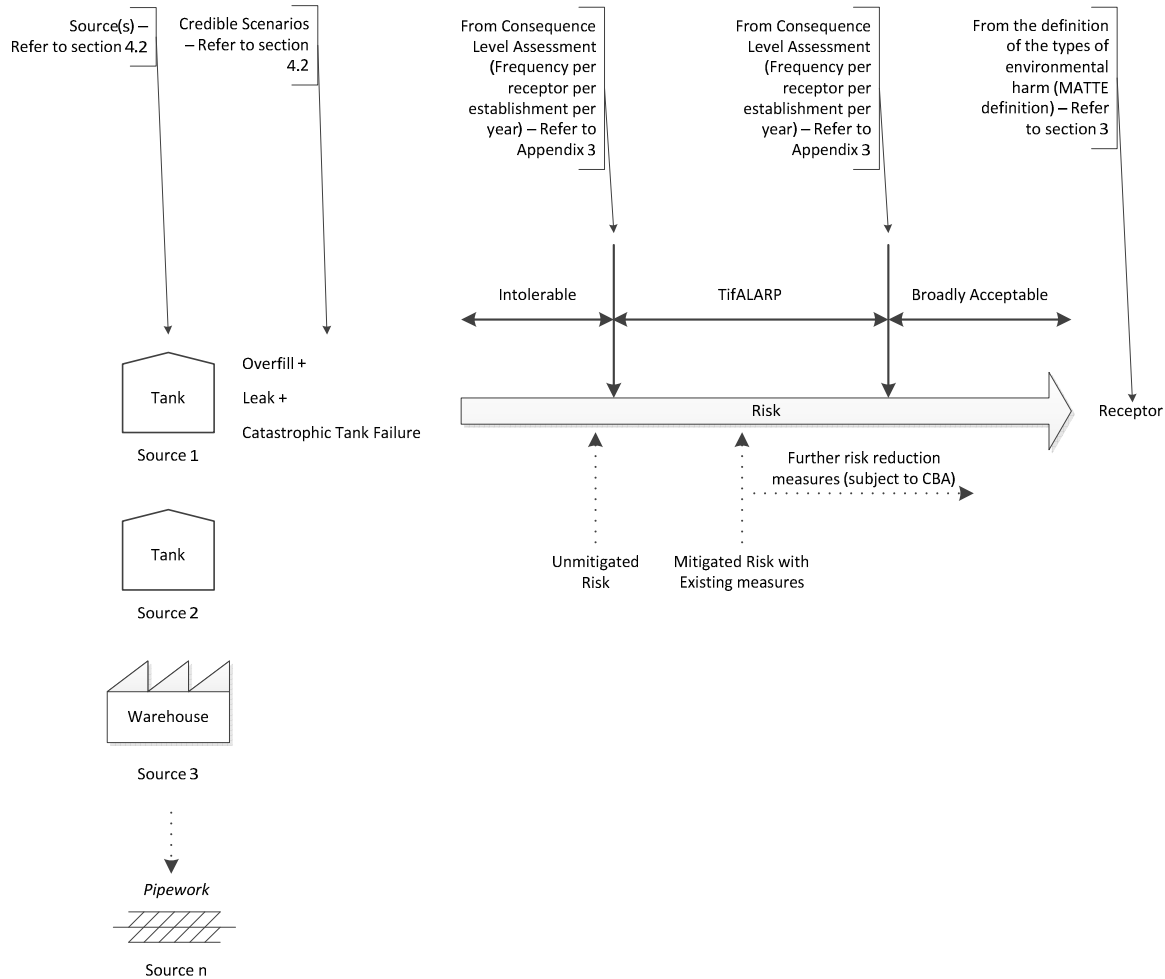 Source(s) –
Refer to section 4.2
Credible Scenarios
– Refer to section
4.2
From Consequence
Level Assessment
(Frequency per
receptor per
establishment per
year) – Refer to
Appendix 3
From Consequence
Level Assessment
(Frequency per
receptor per
establishment per
year) – Refer to
Appendix 3
From the definition
of the types of
environmental
harm (MATTE
definition) – Refer
to section 3
Intolerable
TifALARP
Broadly Acceptable
Tank
Source 1
Overfill +
Leak +
Catastrophic Tank Failure
Risk
Receptor
Further risk reduction
measures (subject to CBA)
Unmitigated
Risk
Mitigated Risk with
Existing measures
Tank
Source 2
Warehouse
Source 3
Pipework
Source n